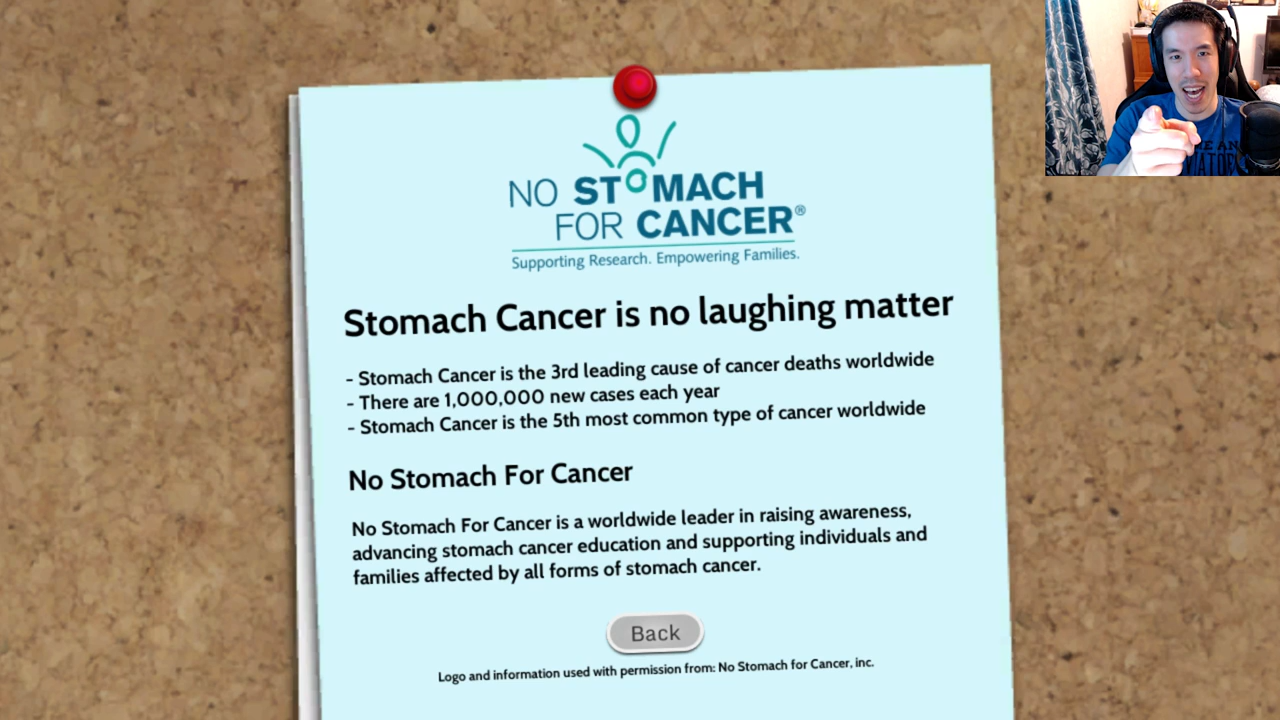 NO STOMACH
FOR CANCER®
Supporting Research. Empowering Families.
Stomach Cancer is no laughing matter
- Stomach Cancer is the 3rd leading cause of cancer deaths worldwide
- There are 1,000,000 new cases each year
- Stomach Cancer is the 5th most common type of cancer worldwide
No Stomach For Cancer
No Stomach For Cancer is a worldwide leader in raising awareness,
advancing stomach cancer education and supporting individuals and
families affected by all forms of stomach cancer.
Back
Logo and information used with permission from: No Stomach for Cancer, inc.